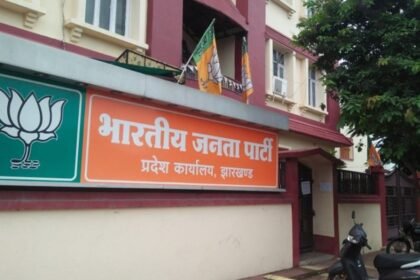 भारतीय जनता पार्टी
प्रदेश कार्यालय, झारखण्ड